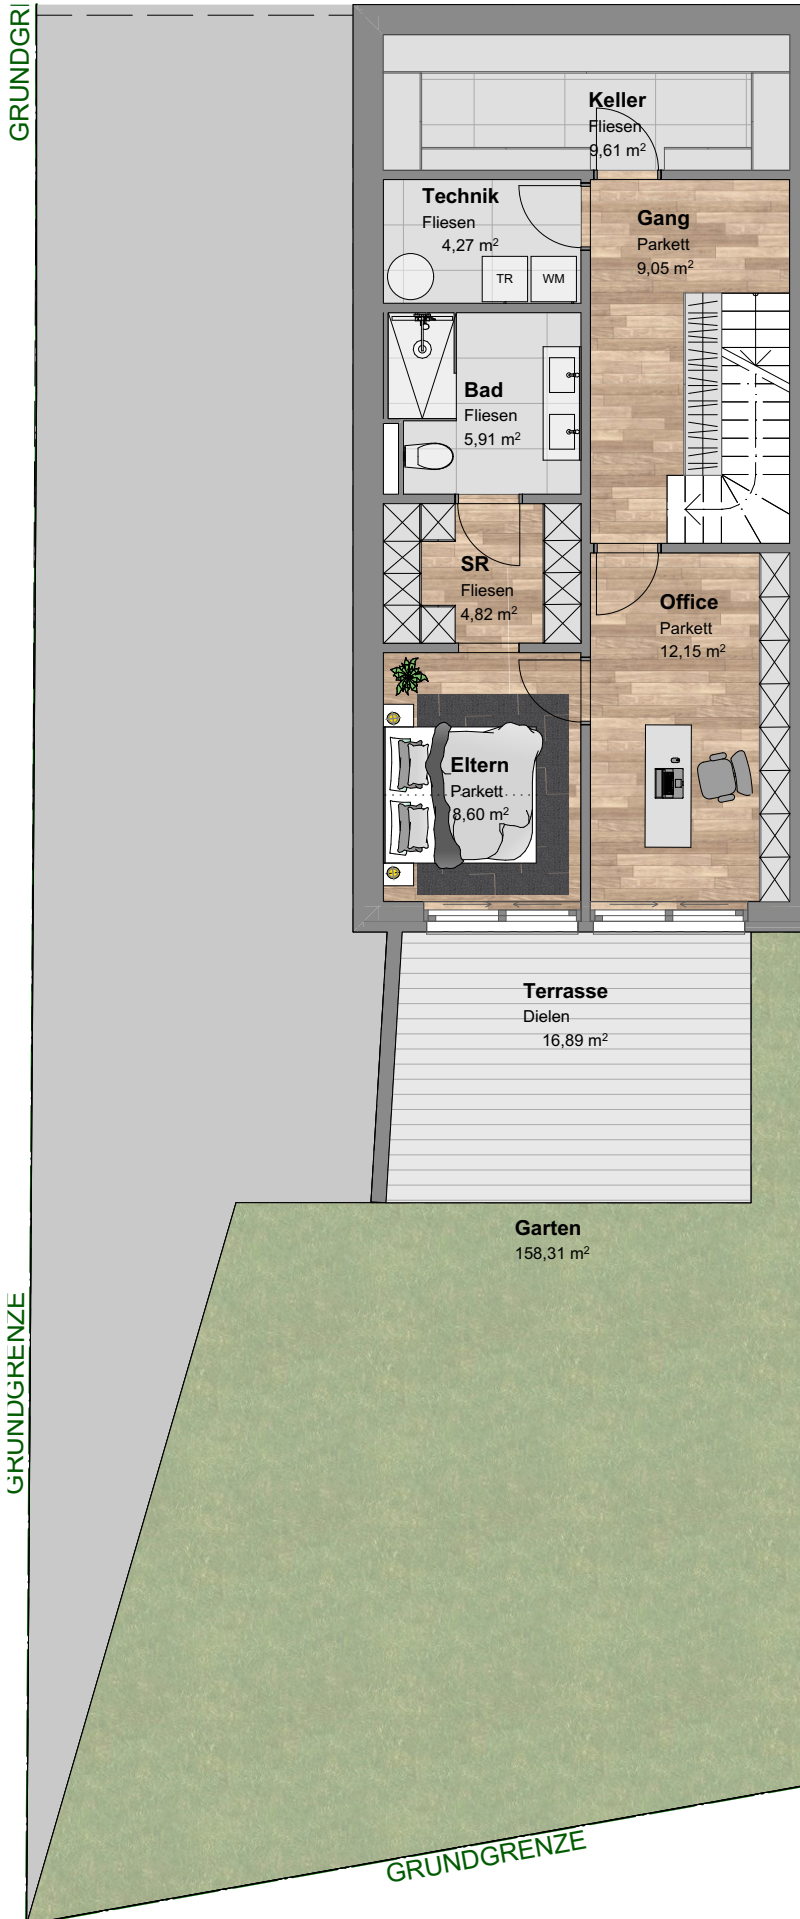 GRUNDGR
Keller
Fliesen
9,61 m²
Technik
Fliesen
4,27 m²
TR
WM
Gang
Parkett
9,05 m²
Bad
Fliesen
5,91 m²
SR
Fliesen
4,82 m²
Office
Parkett
12,15 m²
Eltern
Parkett
8,60 m²
Terrasse
Dielen
16,89 m²
Garten
158,31 m²
GRUNDGRENZE
GRUNDGRENZE